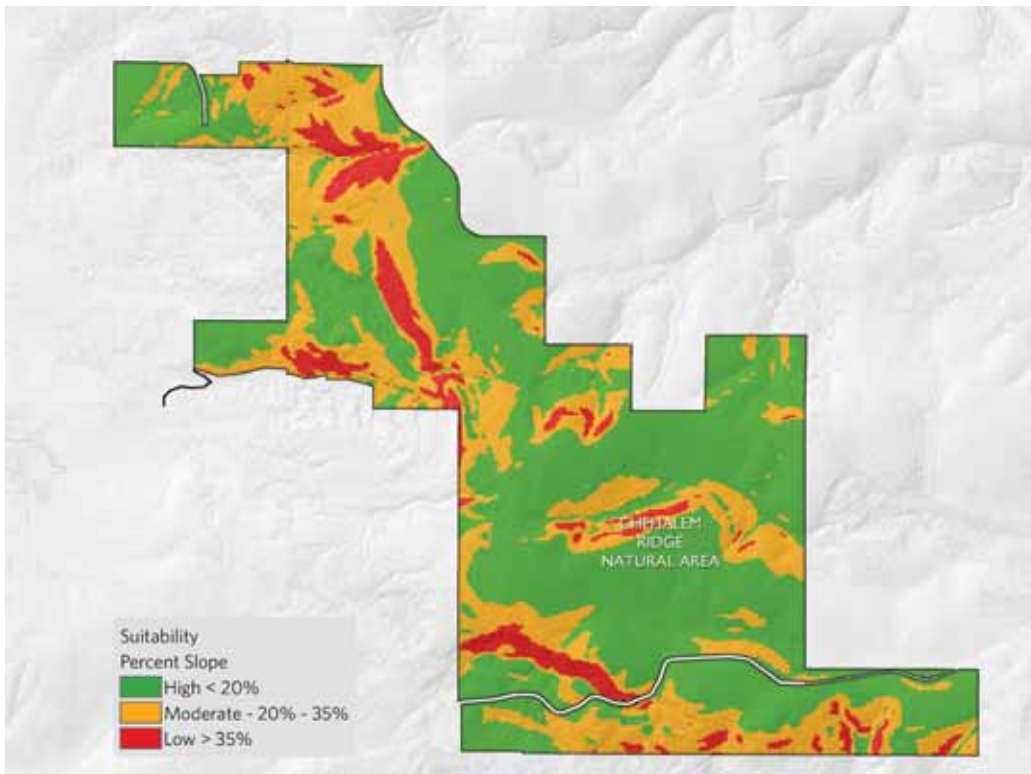 CHEHALEM
RIDGE
NATURAL AREA
Suitability
Percent Slope
High < 20%
Moderate - 20% - 35%
Low > 35%